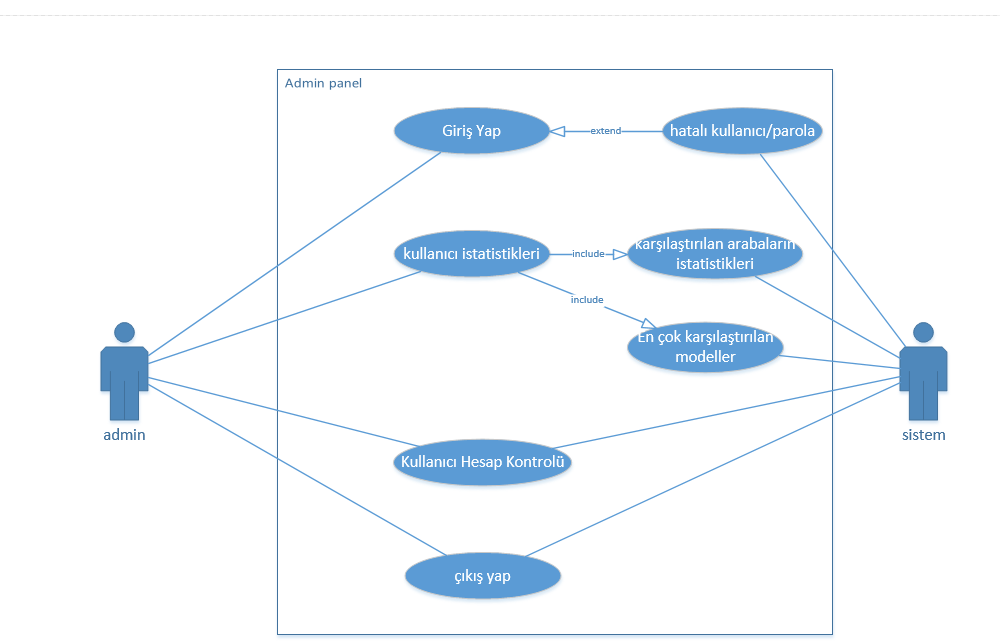 Admin panel
Giriş Yap
extend
hatalı kullanıcı/parola
kullanıcı istatistikleri
include
karşılaştırılan arabaların
istatistikleri
include
En çok karşılaştırılan
modeller
admin
sistem
Kullanıcı Hesap Kontrolü
çıkış yap